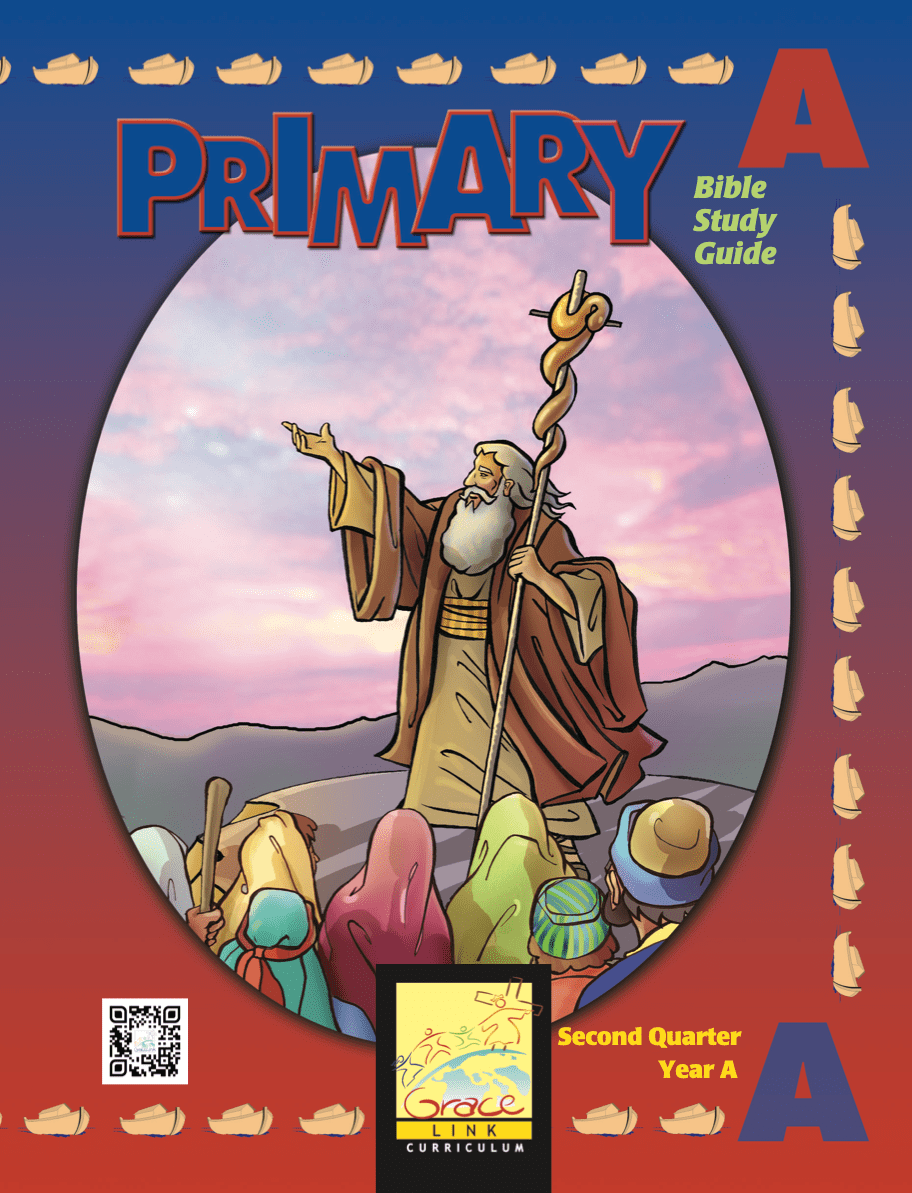 PRIMARY
A
Bible
Study
Guide
Second Quarter
Year A
A
Grace
LINK
CURRICULUM